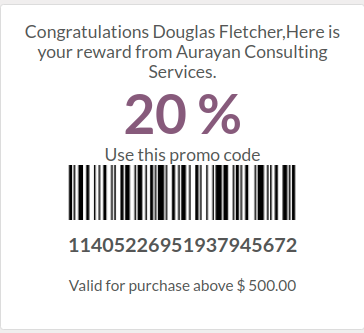 Congratulations Douglas Fletcher,Here is
your reward from Aurayan Consulting
Services.
20 %
Use this promo code
11405226951937945672
Valid for purchase above $ 500.00